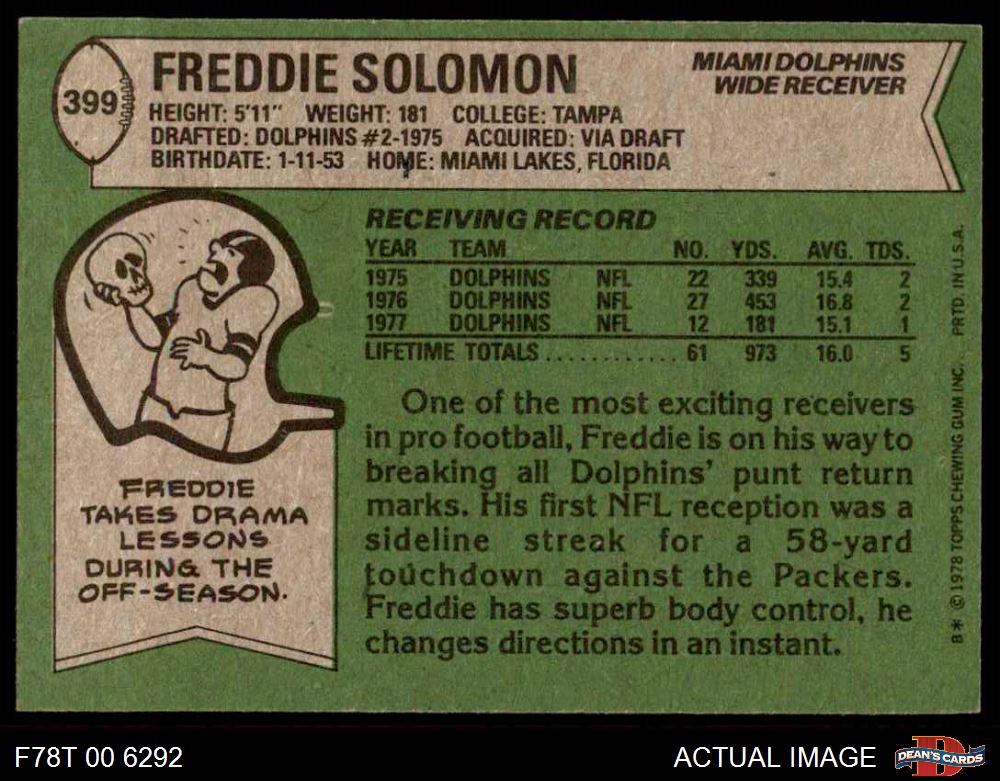 399
FREDDIE SOLOMON
MIAMI DOLPHINS
WIDE RECEIVER
HEIGHT: 5'11" WEIGHT: 181 COLLEGE: TAMPA
DRAFTED: DOLPHINS #2-1975 ACQUIRED: VIA DRAFT
BIRTHDATE: 1-11-53 HOME: MIAMI LAKES, FLORIDA
RECEIVING RECORD
YEAR TEAM NO. YDS. AVG. TDS.
1975 DOLPHINS NFL 22 339 15.4 2
1976 DOLPHINS NFL 27 453 16.8 2
1977 DOLPHINS NFL 12 181 15.1 1
LIFETIME TOTALS............ 61 973 16.0 5
One of the most exciting receivers
in pro football, Freddie is on his way to
breaking all Dolphins' punt return
marks. His first NFL reception was a
sideline streak for a 58-yard
touchdown against the Packers.
Freddie has superb body control, he
changes directions in an instant.
FREDDIE
TAKES DRAMA
LESSONS
DURING THE
OFF-SEASON.
8* © 1978 TOPPS CHEWING GUM INC. PRTD. IN U.S.A.
F78T 00 6292
ACTUAL IMAGE
D
DEAN'S CARDS